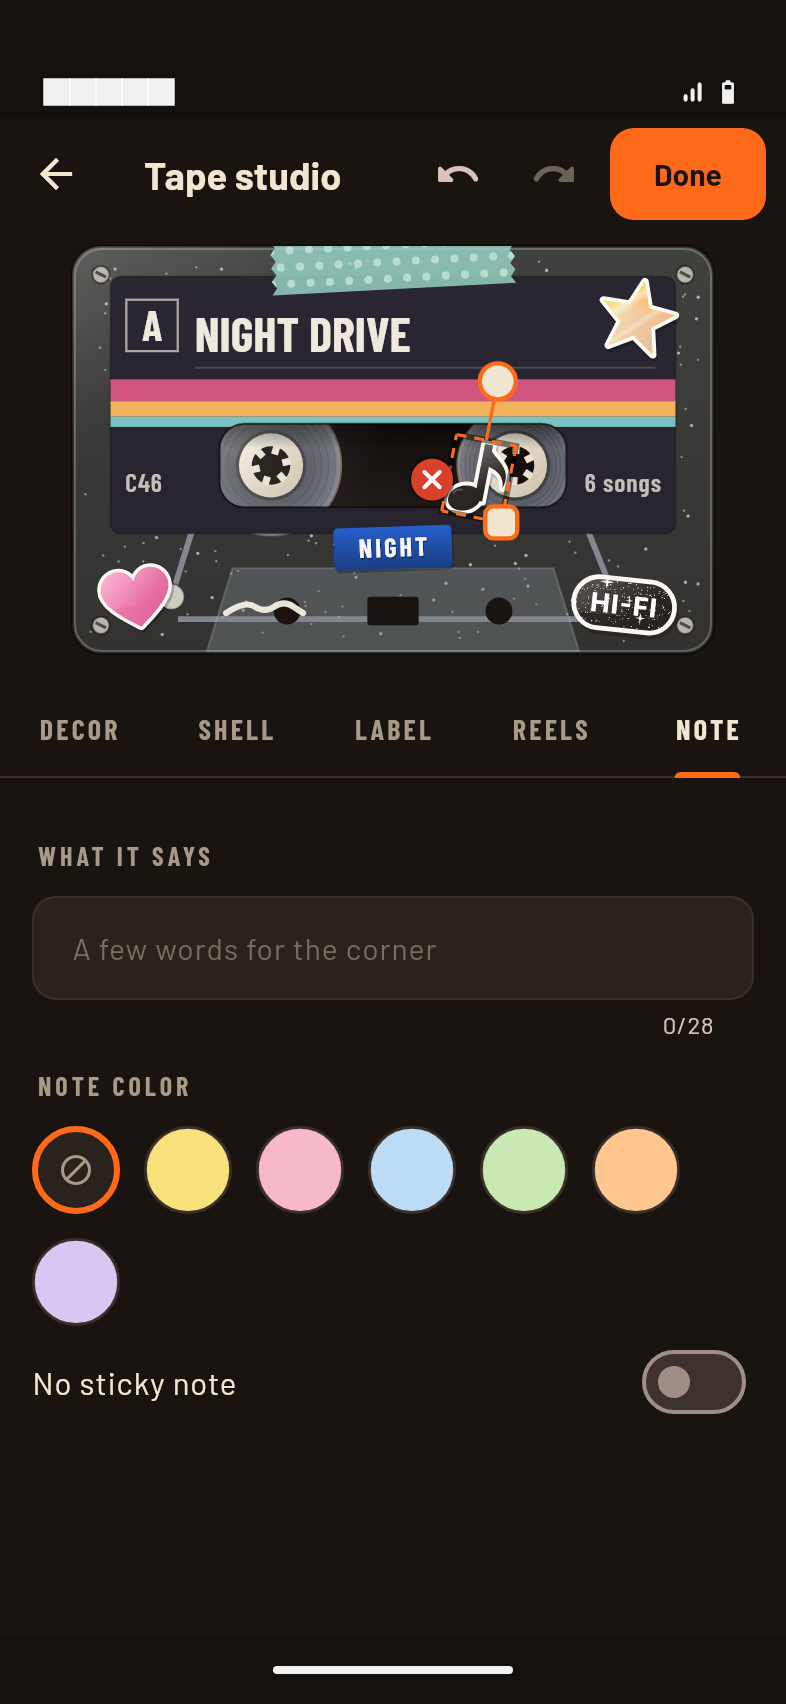 Tape studio
Done
A
NIGHT DRIVE
C46
6 songs
NIGHT
HI-FI
DECOR
SHELL
LABEL
REELS
NOTE
WHAT IT SAYS
A few words for the corner
0/28
NOTE COLOR
No sticky note